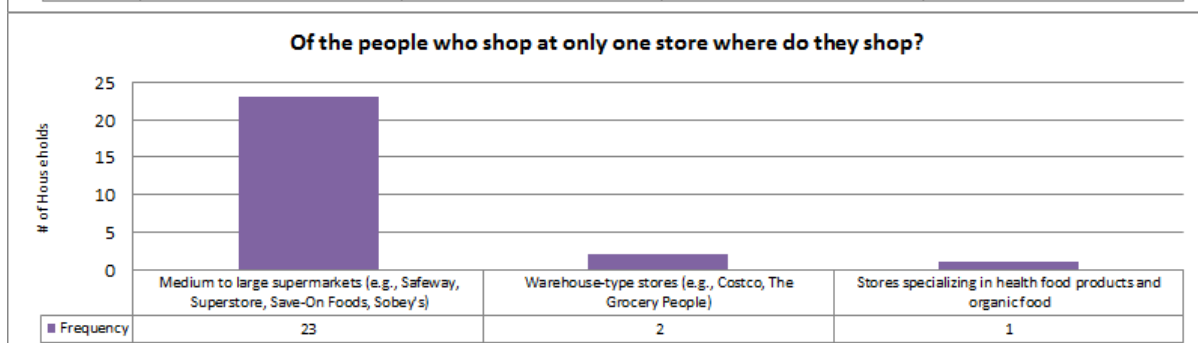 Of the people who shop at only one store where do they shop?
# of Households
25
20
15
10
5
0
Medium to large supermarkets (e.g., Safeway,
Superstore, Save-On Foods, Sobey's)
Warehouse-type stores (e.g., Costco, The
Grocery People)
Stores specializing in health food products and
organic food
Frequency
23
2
1